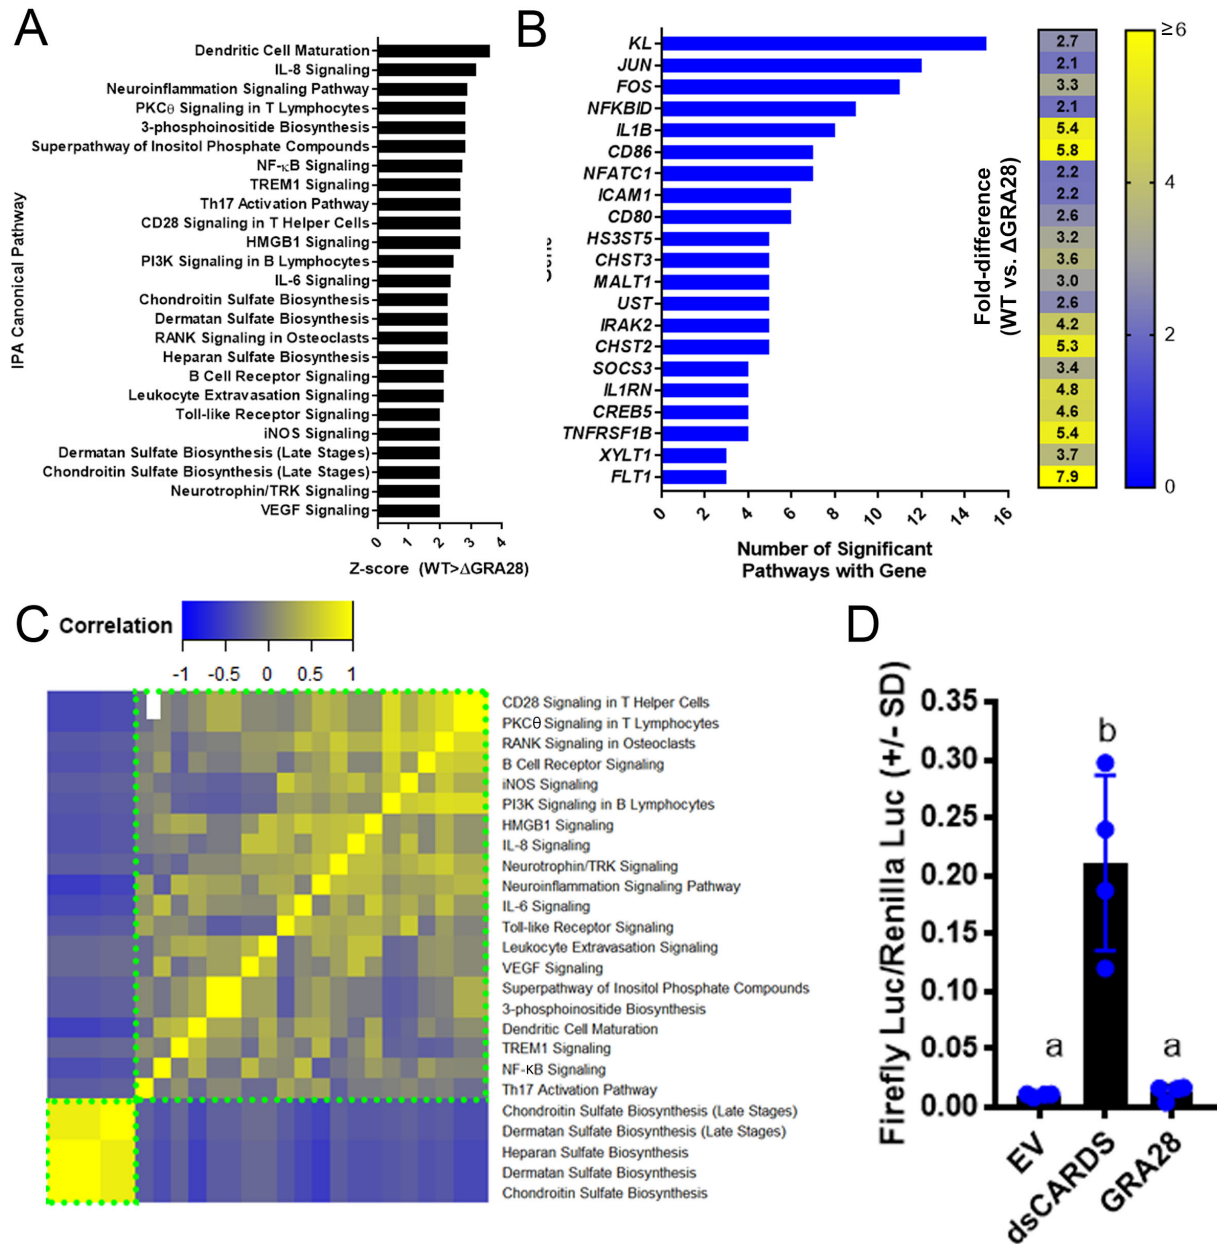 A
Dendritic Cell Maturation
IL-8 Signaling
Neuroinflammation Signaling Pathway
PKCθ Signaling in T Lymphocytes
3-phosphoinositide Biosynthesis
Superpathway of Inositol Phosphate Compounds
NF-κB Signaling
TREM1 Signaling
Th17 Activation Pathway
CD28 Signaling in T Helper Cells
HMGB1 Signaling
PI3K Signaling in B Lymphocytes
IL-6 Signaling
Chondroitin Sulfate Biosynthesis
Dermatan Sulfate Biosynthesis
RANK Signaling in Osteoclasts
Heparan Sulfate Biosynthesis
B Cell Receptor Signaling
Leukocyte Extravasation Signaling
Toll-like Receptor Signaling
iNOS Signaling
Dermatan Sulfate Biosynthesis (Late Stages)
Chondroitin Sulfate Biosynthesis (Late Stages)
Neurotrophin/TRK Signaling
VEGF Signaling
IPA Canonical Pathway
0 1 2 3 4
Z-score (WT>ΔGRA28)
B
KL
JUN
FOS
NFKBID
IL1B
CD86
NFATC1
ICAM1
CD80
HS3ST5
CHST3
MALT1
UST
IRAK2
CHST2
SOCS3
IL1RN
CREB5
TNFRSF1B
XYLT1
FLT1
0 2 4 6 8 10 12 14 16
Number of Significant
Pathways with Gene
Fold-difference
(WT vs. ΔGRA28)
2.7
2.1
3.3
2.1
5.4
5.8
2.2
2.2
2.6
3.2
3.6
3.0
2.6
4.2
5.3
3.4
4.8
4.6
5.4
3.7
7.9
≥6
4
2
0
C
Correlation
-1 -0.5 0 0.5 1
CD28 Signaling in T Helper Cells
PKCθ Signaling in T Lymphocytes
RANK Signaling in Osteoclasts
B Cell Receptor Signaling
iNOS Signaling
PI3K Signaling in B Lymphocytes
HMGB1 Signaling
IL-8 Signaling
Neurotrophin/TRK Signaling
Neuroinflammation Signaling Pathway
IL-6 Signaling
Toll-like Receptor Signaling
Leukocyte Extravasation Signaling
VEGF Signaling
Superpathway of Inositol Phosphate Compounds
3-phosphoinositide Biosynthesis
Dendritic Cell Maturation
TREM1 Signaling
NF-κB Signaling
Th17 Activation Pathway
Chondroitin Sulfate Biosynthesis (Late Stages)
Dermatan Sulfate Biosynthesis (Late Stages)
Heparan Sulfate Biosynthesis
Dermatan Sulfate Biosynthesis
Chondroitin Sulfate Biosynthesis
D
Firefly Luc/Renilla Luc (+/- SD)
0.35
0.30
0.25
0.20
0.15
0.10
0.05
0.00
a
b
a
EV
dsCARDS
GRA28